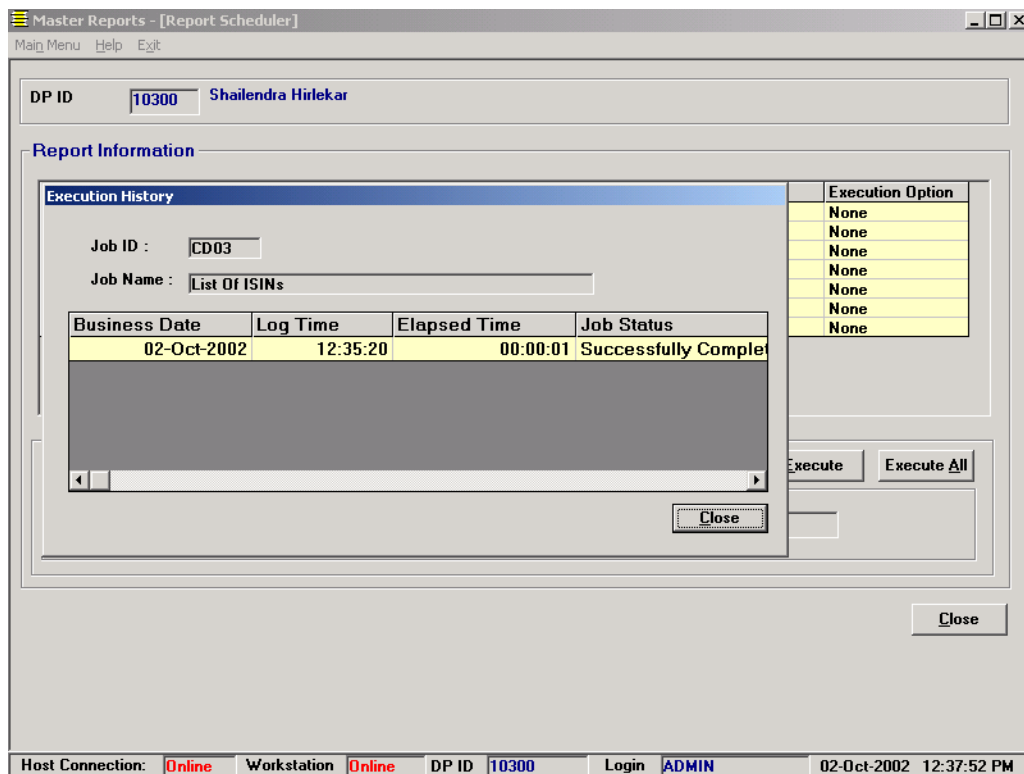 Master Reports - [Report Scheduler]
Main Menu Help Exit
DP ID 10300 Shailendra Hirlekar
Report Information
Execution Option
None
None
None
None
None
None
None
Execution History
Job ID : CD03
Job Name : List Of ISINs
Business Date Log Time Elapsed Time Job Status
02-Oct-2002 12:35:20 00:00:01 Successfully Complet
Close
Execute Execute All
Close
Host Connection: Online Workstation Online DP ID 10300 Login ADMIN 02-Oct-2002 12:37:52 PM